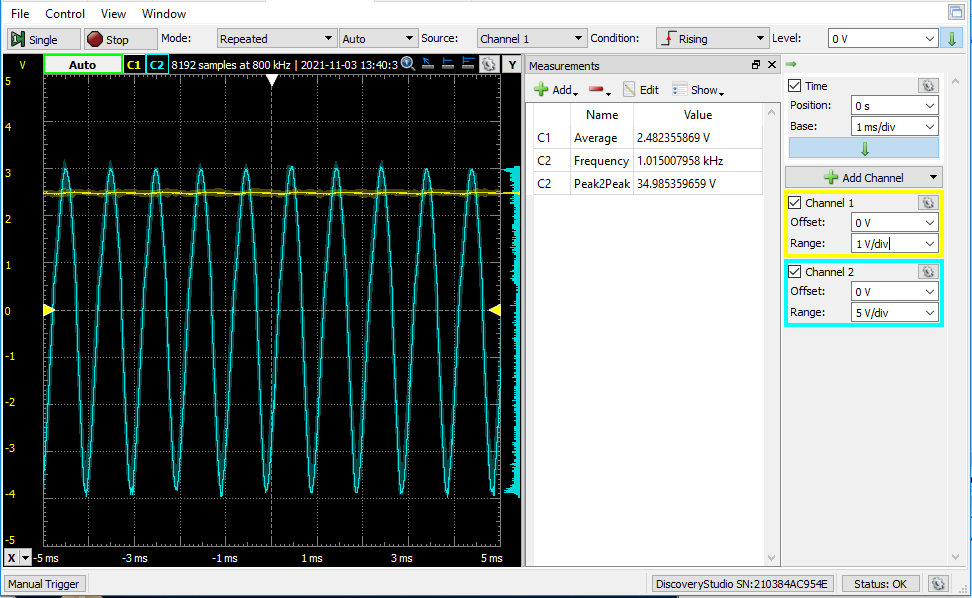 File Control View Window
Single Stop Mode: Repeated Auto Source: Channel 1 Condition: Rising Level: 0 V
V Auto C1 C2 8192 samples at 800 kHz | 2021-11-03 13:40:3 Y
5
4
3
2
1
0
-1
-2
-3
-4
-5
X -5 ms -3 ms -1 ms 1 ms 3 ms 5 ms
Measurements
Add Edit Show
Name Value
C1 Average 2.482355869 V
C2 Frequency 1.015007958 kHz
C2 Peak2Peak 34.985359659 V
Time
Position: 0 s
Base: 1 ms/div
Add Channel
Channel 1
Offset: 0 V
Range: 1 V/div
Channel 2
Offset: 0 V
Range: 5 V/div
Manual Trigger DiscoveryStudio SN:210384AC954E Status: OK